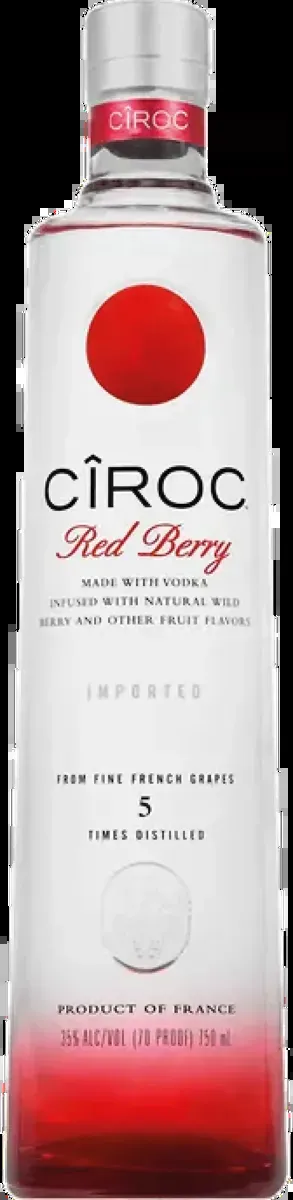 CÎROC
CÎROC
Red Berry
MADE WITH VODKA
INFUSED WITH NATURAL WILD
BERRY AND OTHER FRUIT FLAVORS
IMPORTED
FROM FINE FRENCH GRAPES
5
TIMES DISTILLED
PRODUCT OF FRANCE
35% ALC/VOL (70 PROOF) 750 mL